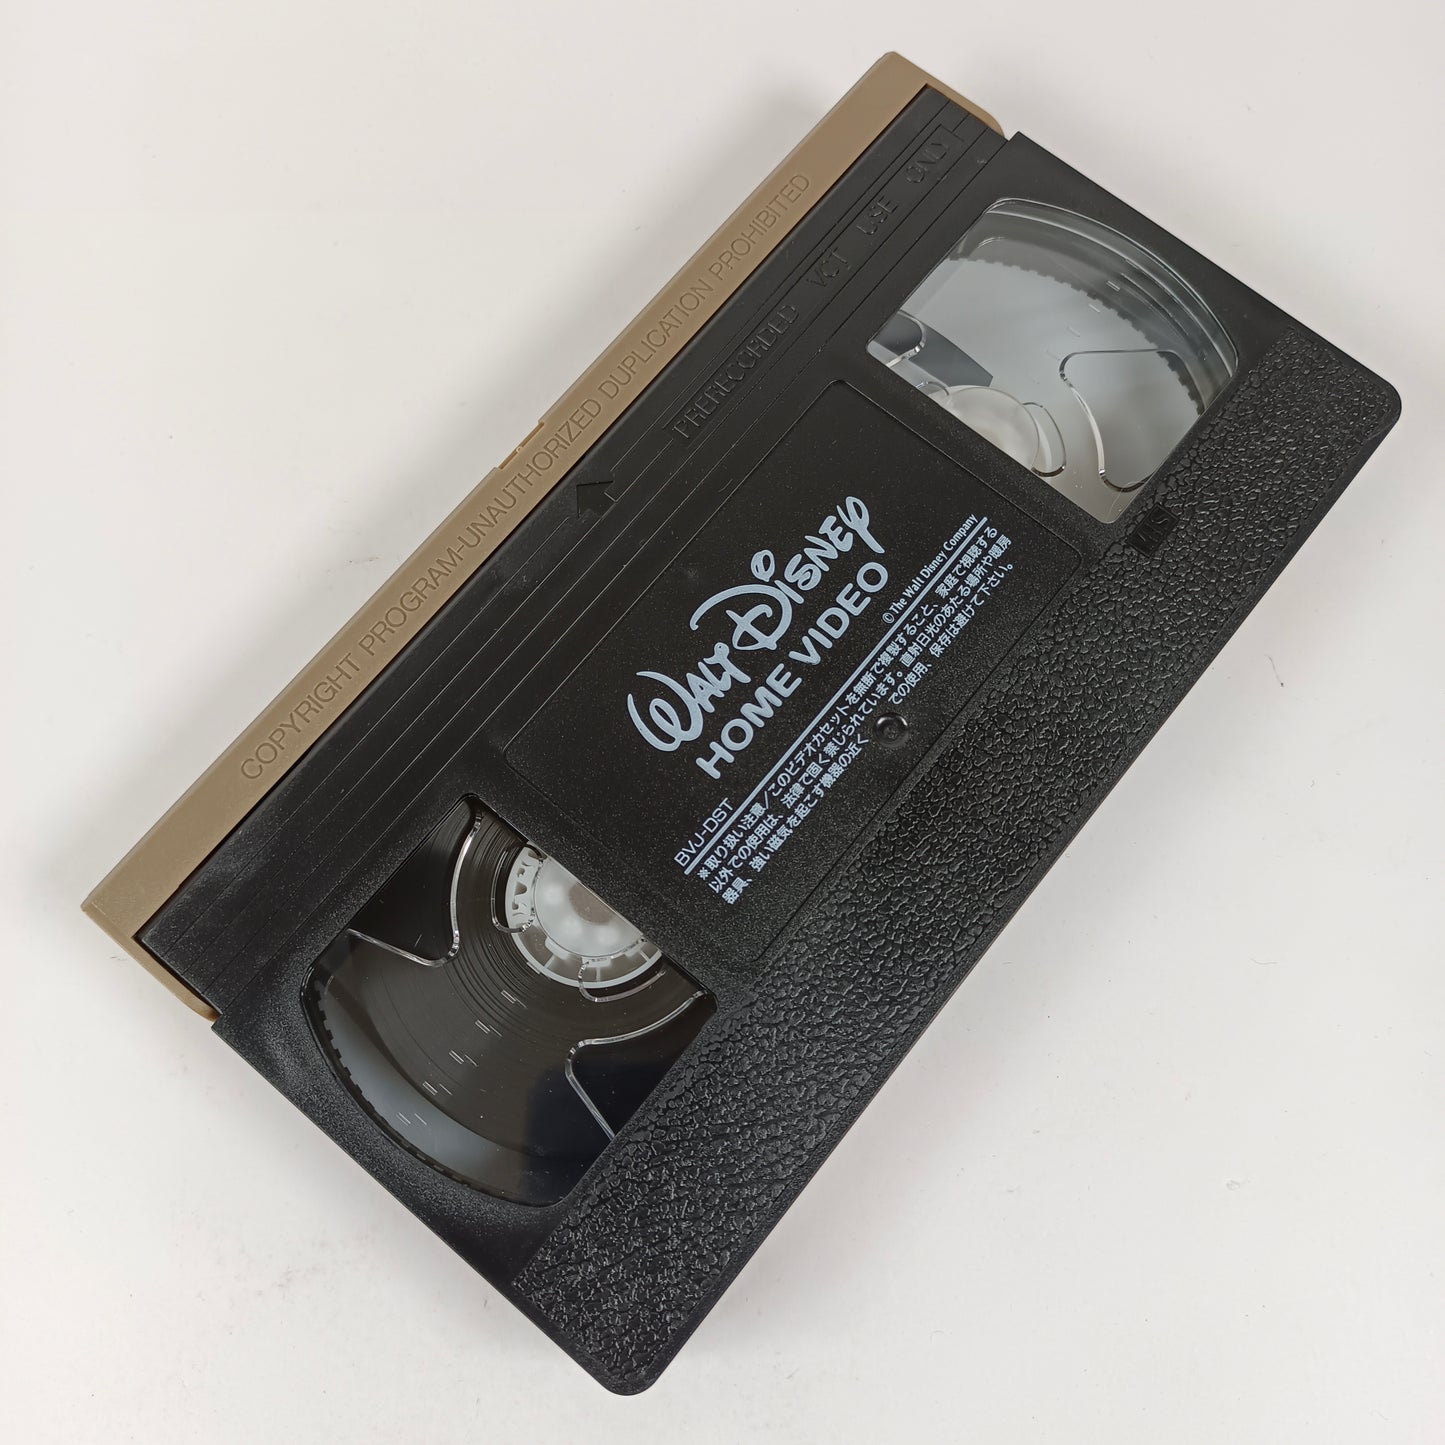 COPYRIGHT PROGRAM-UNAUTHORIZED DUPLICATION PROHIBITED
PRERECORDED VCT USE ONLY
WALT DISNEY
HOME VIDEO
BVJ-DST
©The Walt Disney Company
※取り扱い注意/このビデオカセットを無断で複製すること、家庭で視聴する
以外での使用は、法律で固く禁じられています。直射日光のあたる場所や暖房
器具、強い磁気を起こす機器の近くでの使用、保存は避けて下さい。
VHS